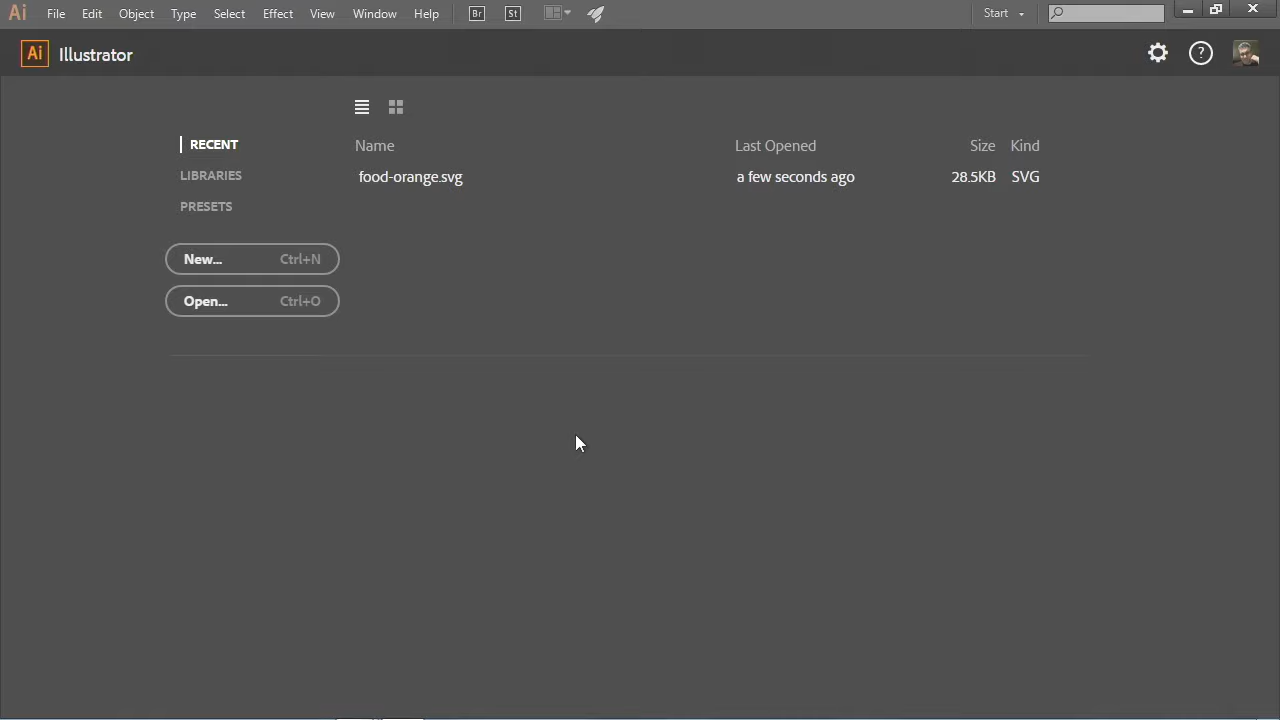 Ai File Edit Object Type Select Effect View Window Help Br St Start
Ai Illustrator ?
RECENT Name Last Opened Size Kind
LIBRARIES food-orange.svg a few seconds ago 28.5KB SVG
PRESETS
New... Ctrl+N
Open... Ctrl+O